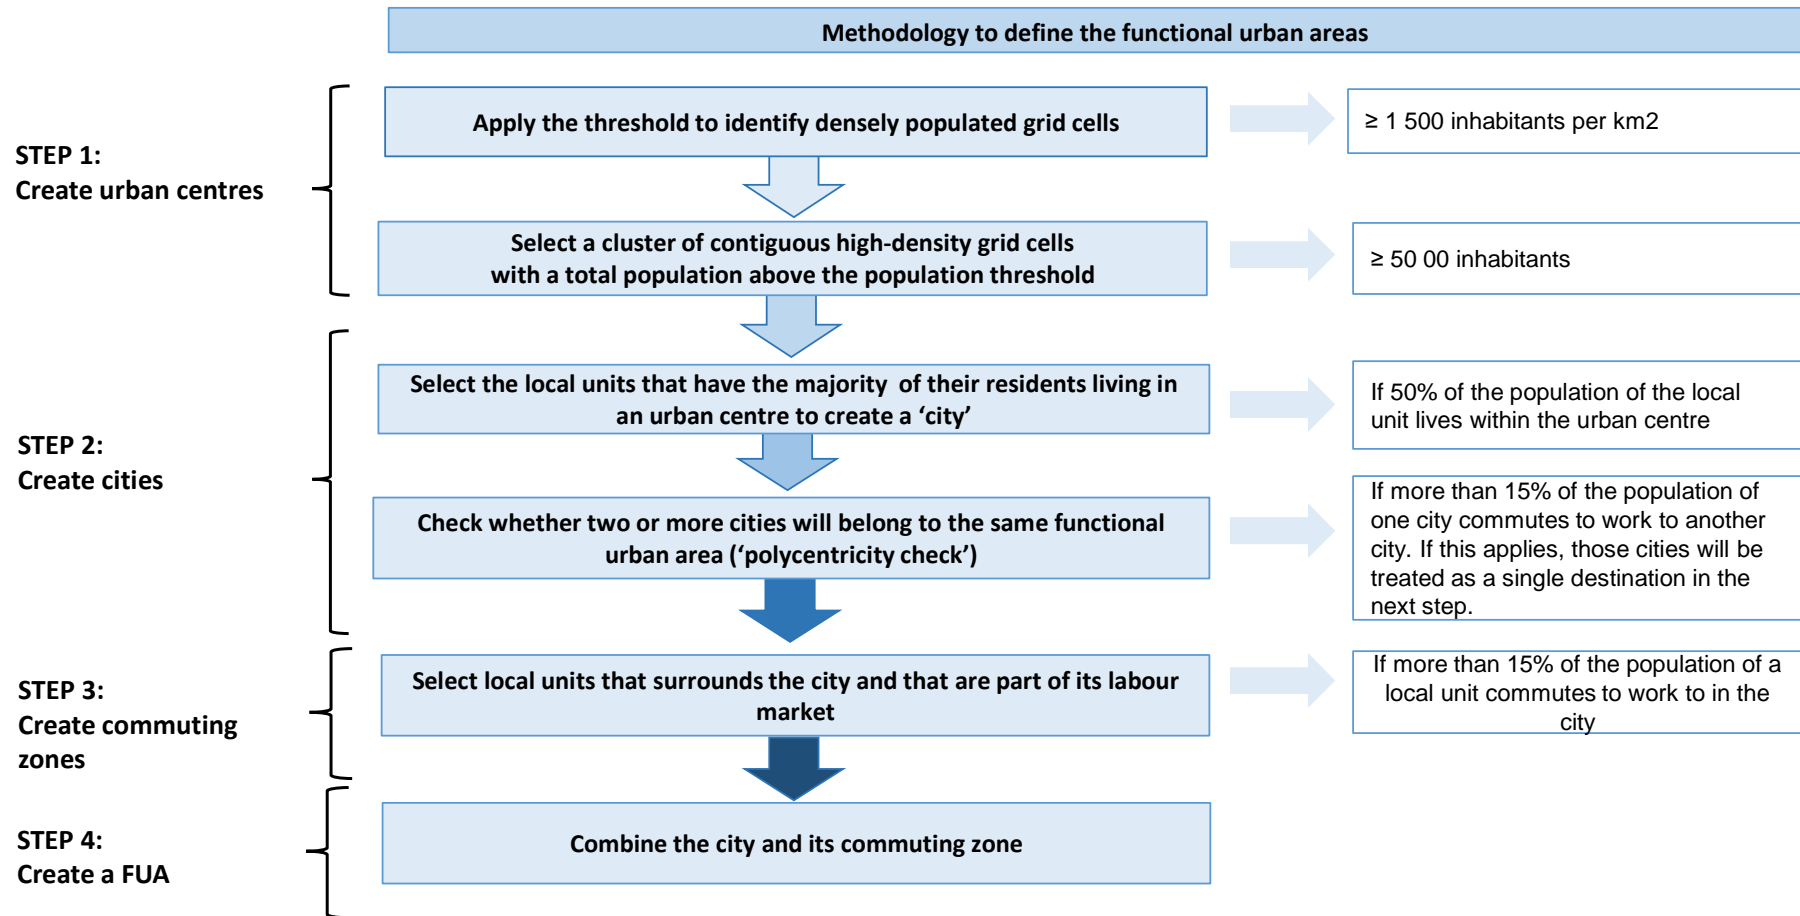 Methodology to define the functional urban areas
STEP 1:
Create urban centres
Apply the threshold to identify densely populated grid cells
≥ 1 500 inhabitants per km2
Select a cluster of contiguous high-density grid cells
with a total population above the population threshold
≥ 50 00 inhabitants
STEP 2:
Create cities
Select the local units that have the majority of their residents living in
an urban centre to create a ‘city’
If 50% of the population of the local
unit lives within the urban centre
Check whether two or more cities will belong to the same functional
urban area (‘polycentricity check’)
If more than 15% of the population of
one city commutes to work to another
city. If this applies, those cities will be
treated as a single destination in the
next step.
STEP 3:
Create commuting
zones
Select local units that surrounds the city and that are part of its labour
market
If more than 15% of the population of a
local unit commutes to work to in the
city
STEP 4:
Create a FUA
Combine the city and its commuting zone